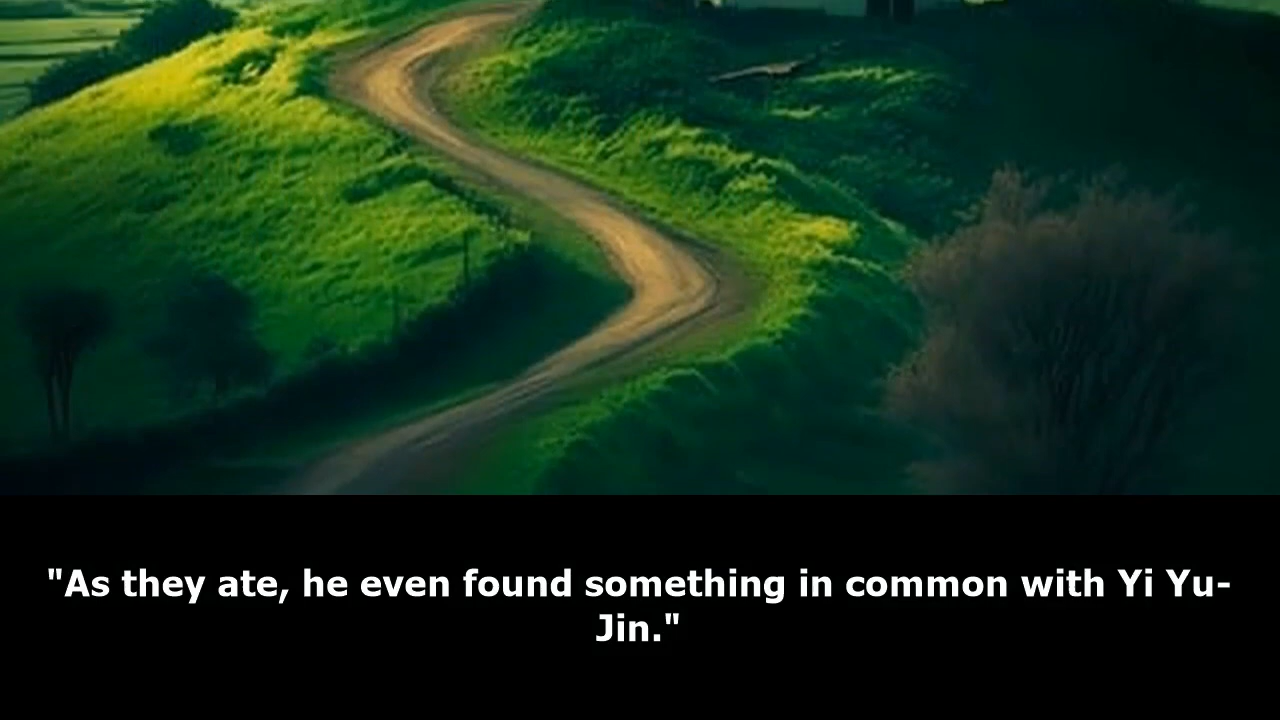 "As they ate, he even found something in common with Yi Yu-
Jin."